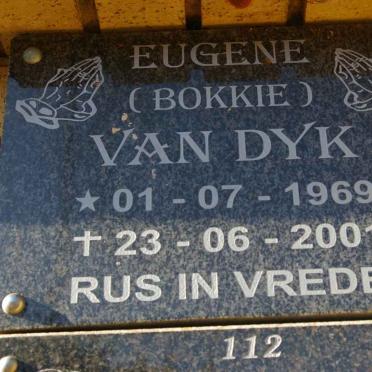 EUGENE
( BOKKIE )
VAN DYK
★ 01 - 07 - 1969
✝ 23 - 06 - 2001
RUS IN VREDE
112